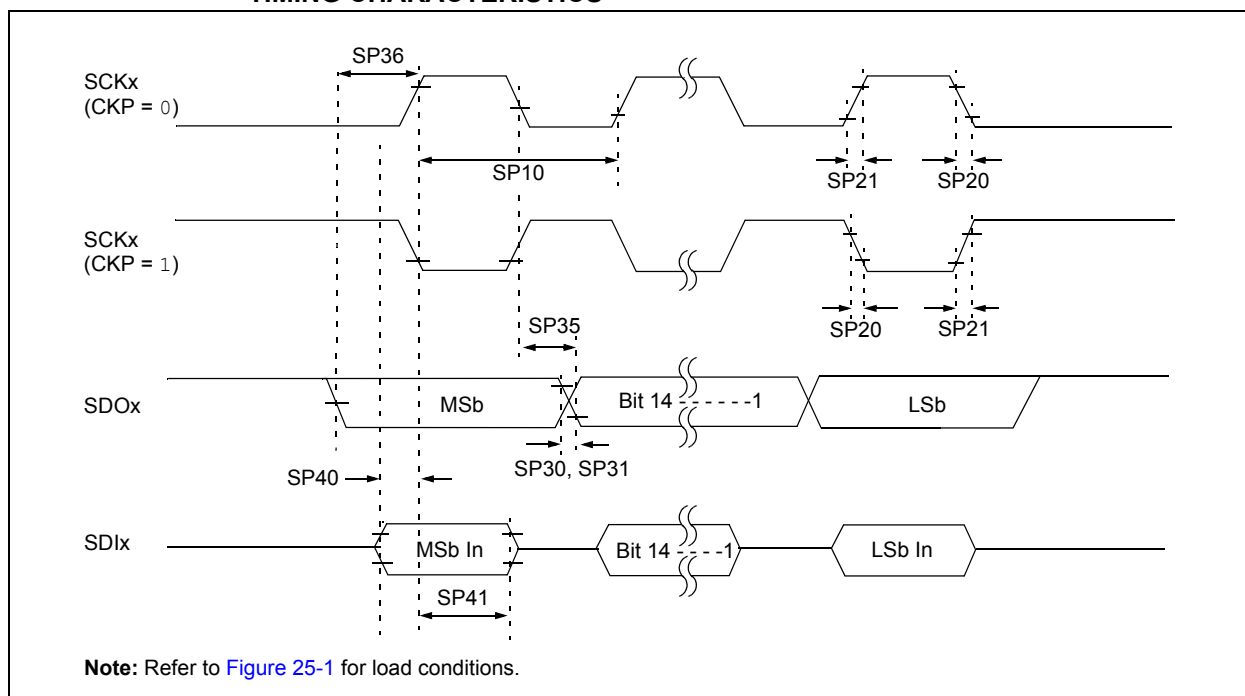 SP36
SCKx
(CKP = 0)
SP10
SP21
SP20
SCKx
(CKP = 1)
SP35
SP20
SP21
SDOx
MSb
Bit 14 - - - - - -1
LSb
SP30, SP31
SP40
SDIx
MSb In
Bit 14 - - - - -1
LSb In
SP41
Note: Refer to Figure 25-1 for load conditions.